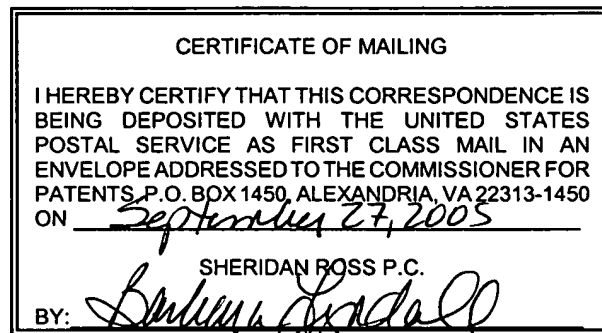 CERTIFICATE OF MAILING
I HEREBY CERTIFY THAT THIS CORRESPONDENCE IS
BEING DEPOSITED WITH THE UNITED STATES
POSTAL SERVICE AS FIRST CLASS MAIL IN AN
ENVELOPE ADDRESSED TO THE COMMISSIONER FOR
PATENTS, P.O. BOX 1450, ALEXANDRIA, VA 22313-1450
ON September 27, 2005
SHERIDAN ROSS P.C.
BY: Barbara Lindall